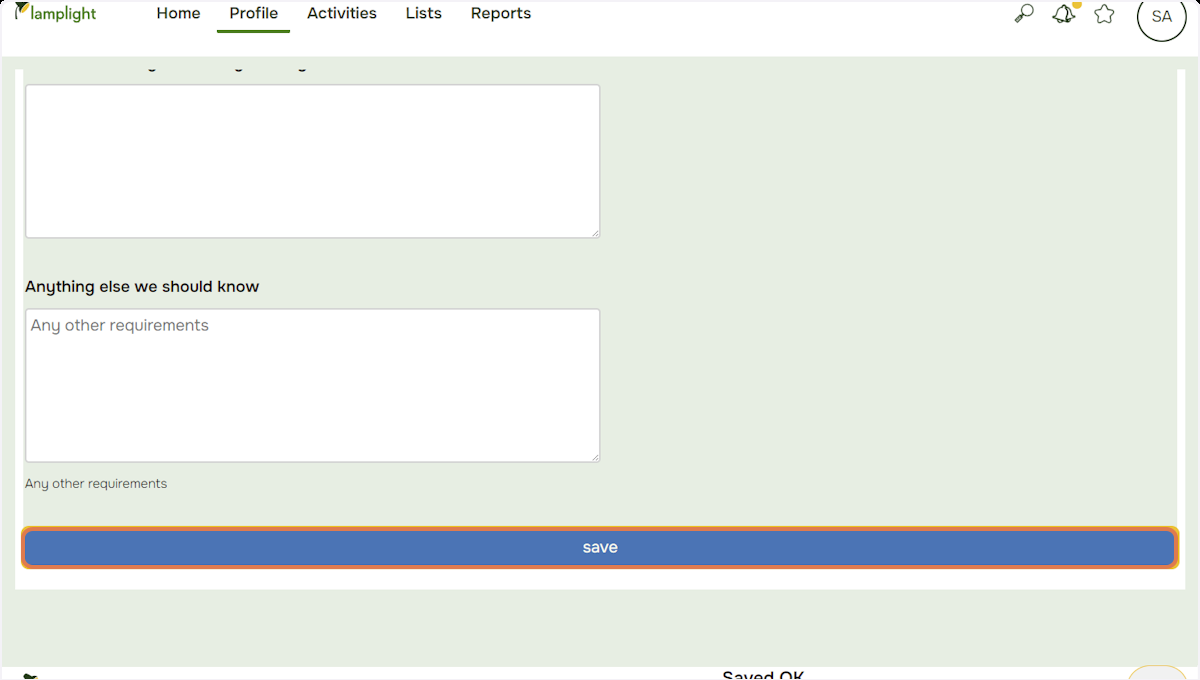 lamplight
Home Profile Activities Lists Reports
SA
Anything else we should know
Any other requirements
Any other requirements
save
Saved OK